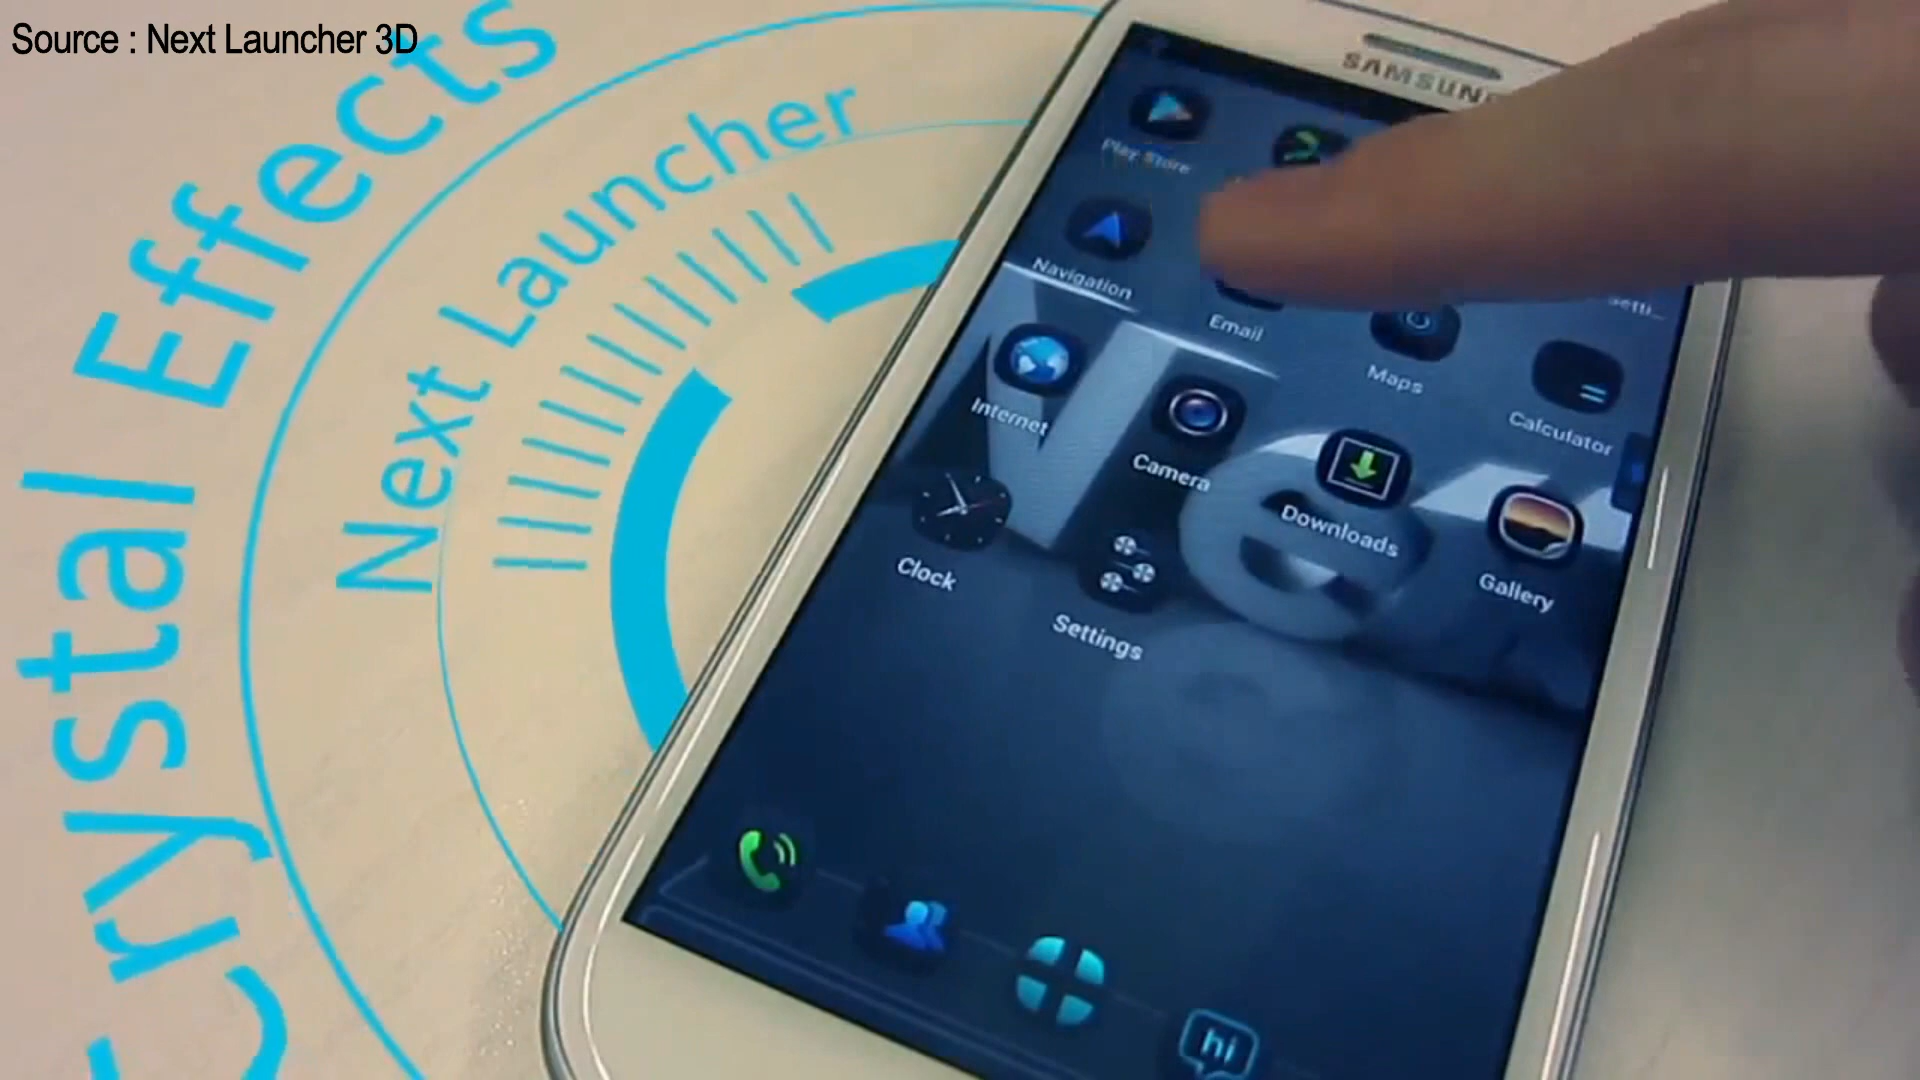 Source : Next Launcher 3D
Crystal Effects
Next Launcher
SAMSUNG
Play Store
Navigation
Email
Maps
Setti...
Calculator
Internet
Camera
Downloads
Gallery
Clock
Settings
hi